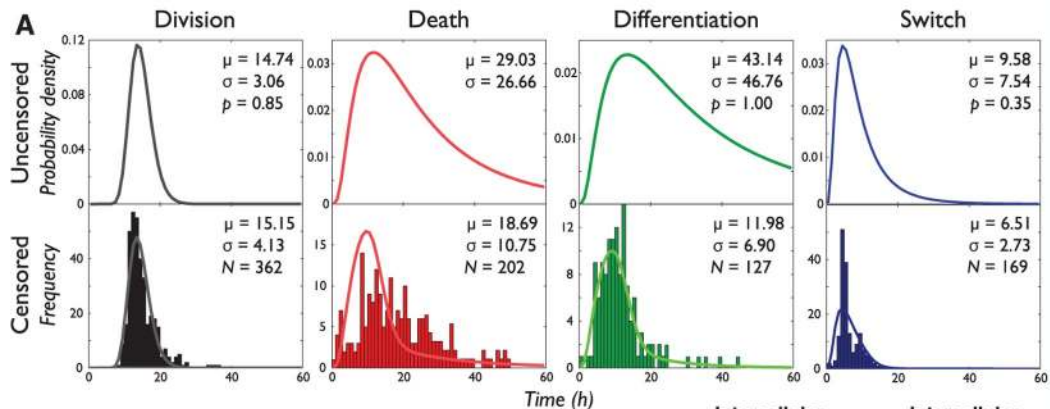 A
Division
Death
Differentiation
Switch
Uncensored
Probability density
0.12
0.08
0.04
0
μ = 14.74
σ = 3.06
p = 0.85
0.03
0.02
0.01
0
μ = 29.03
σ = 26.66
0.02
0.01
0
μ = 43.14
σ = 46.76
p = 1.00
0.03
0.02
0.01
0
μ = 9.58
σ = 7.54
p = 0.35
Censored
Frequency
40
20
0
μ = 15.15
σ = 4.13
N = 362
15
10
5
0
μ = 18.69
σ = 10.75
N = 202
12
8
4
0
μ = 11.98
σ = 6.90
N = 127
40
20
0
μ = 6.51
σ = 2.73
N = 169
0 20 40 60
0 20 40 60
0 20 40 60
0 20 40 60
Time (h)